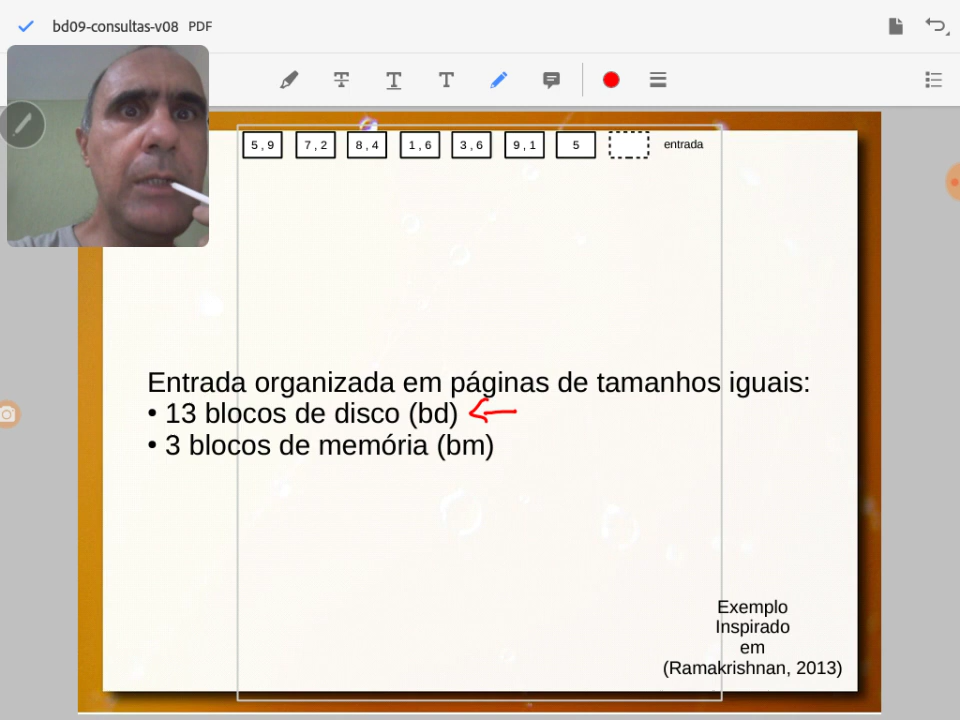 bd09-consultas-v08 PDF
5 , 9 7 , 2 8 , 4 1 , 6 3 , 6 9 , 1 5 entrada
Entrada organizada em páginas de tamanhos iguais:
• 13 blocos de disco (bd)
• 3 blocos de memória (bm)
Exemplo
Inspirado
em
(Ramakrishnan, 2013)